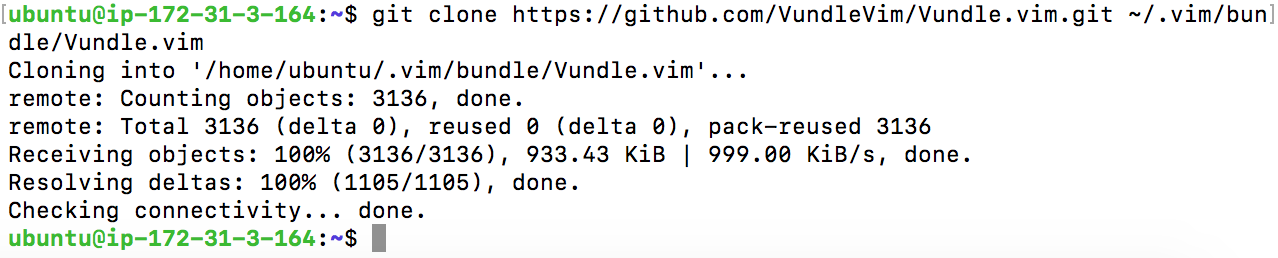 [ubuntu@ip-172-31-3-164:~$ git clone https://github.com/VundleVim/Vundle.vim.git ~/.vim/bun]
dle/Vundle.vim
Cloning into '/home/ubuntu/.vim/bundle/Vundle.vim'...
remote: Counting objects: 3136, done.
remote: Total 3136 (delta 0), reused 0 (delta 0), pack-reused 3136
Receiving objects: 100% (3136/3136), 933.43 KiB | 999.00 KiB/s, done.
Resolving deltas: 100% (1105/1105), done.
Checking connectivity... done.
ubuntu@ip-172-31-3-164:~$